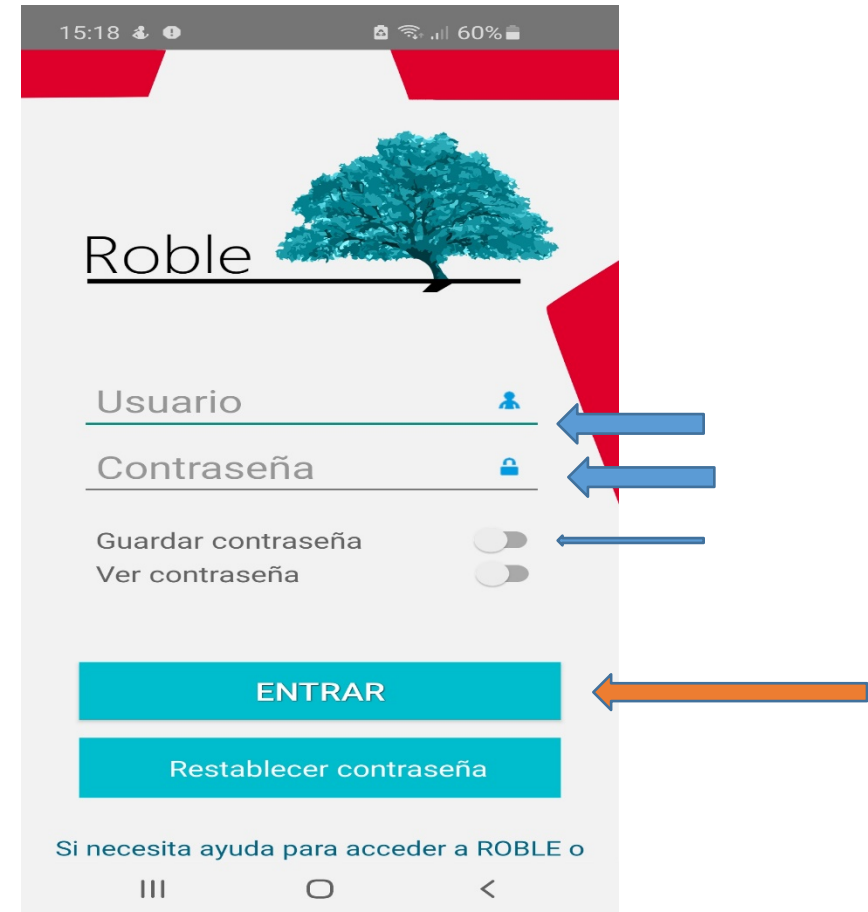 15:18 60%
Roble
Usuario
Contraseña
Guardar contraseña
Ver contraseña
ENTRAR
Restablecer contraseña
Si necesita ayuda para acceder a ROBLE o